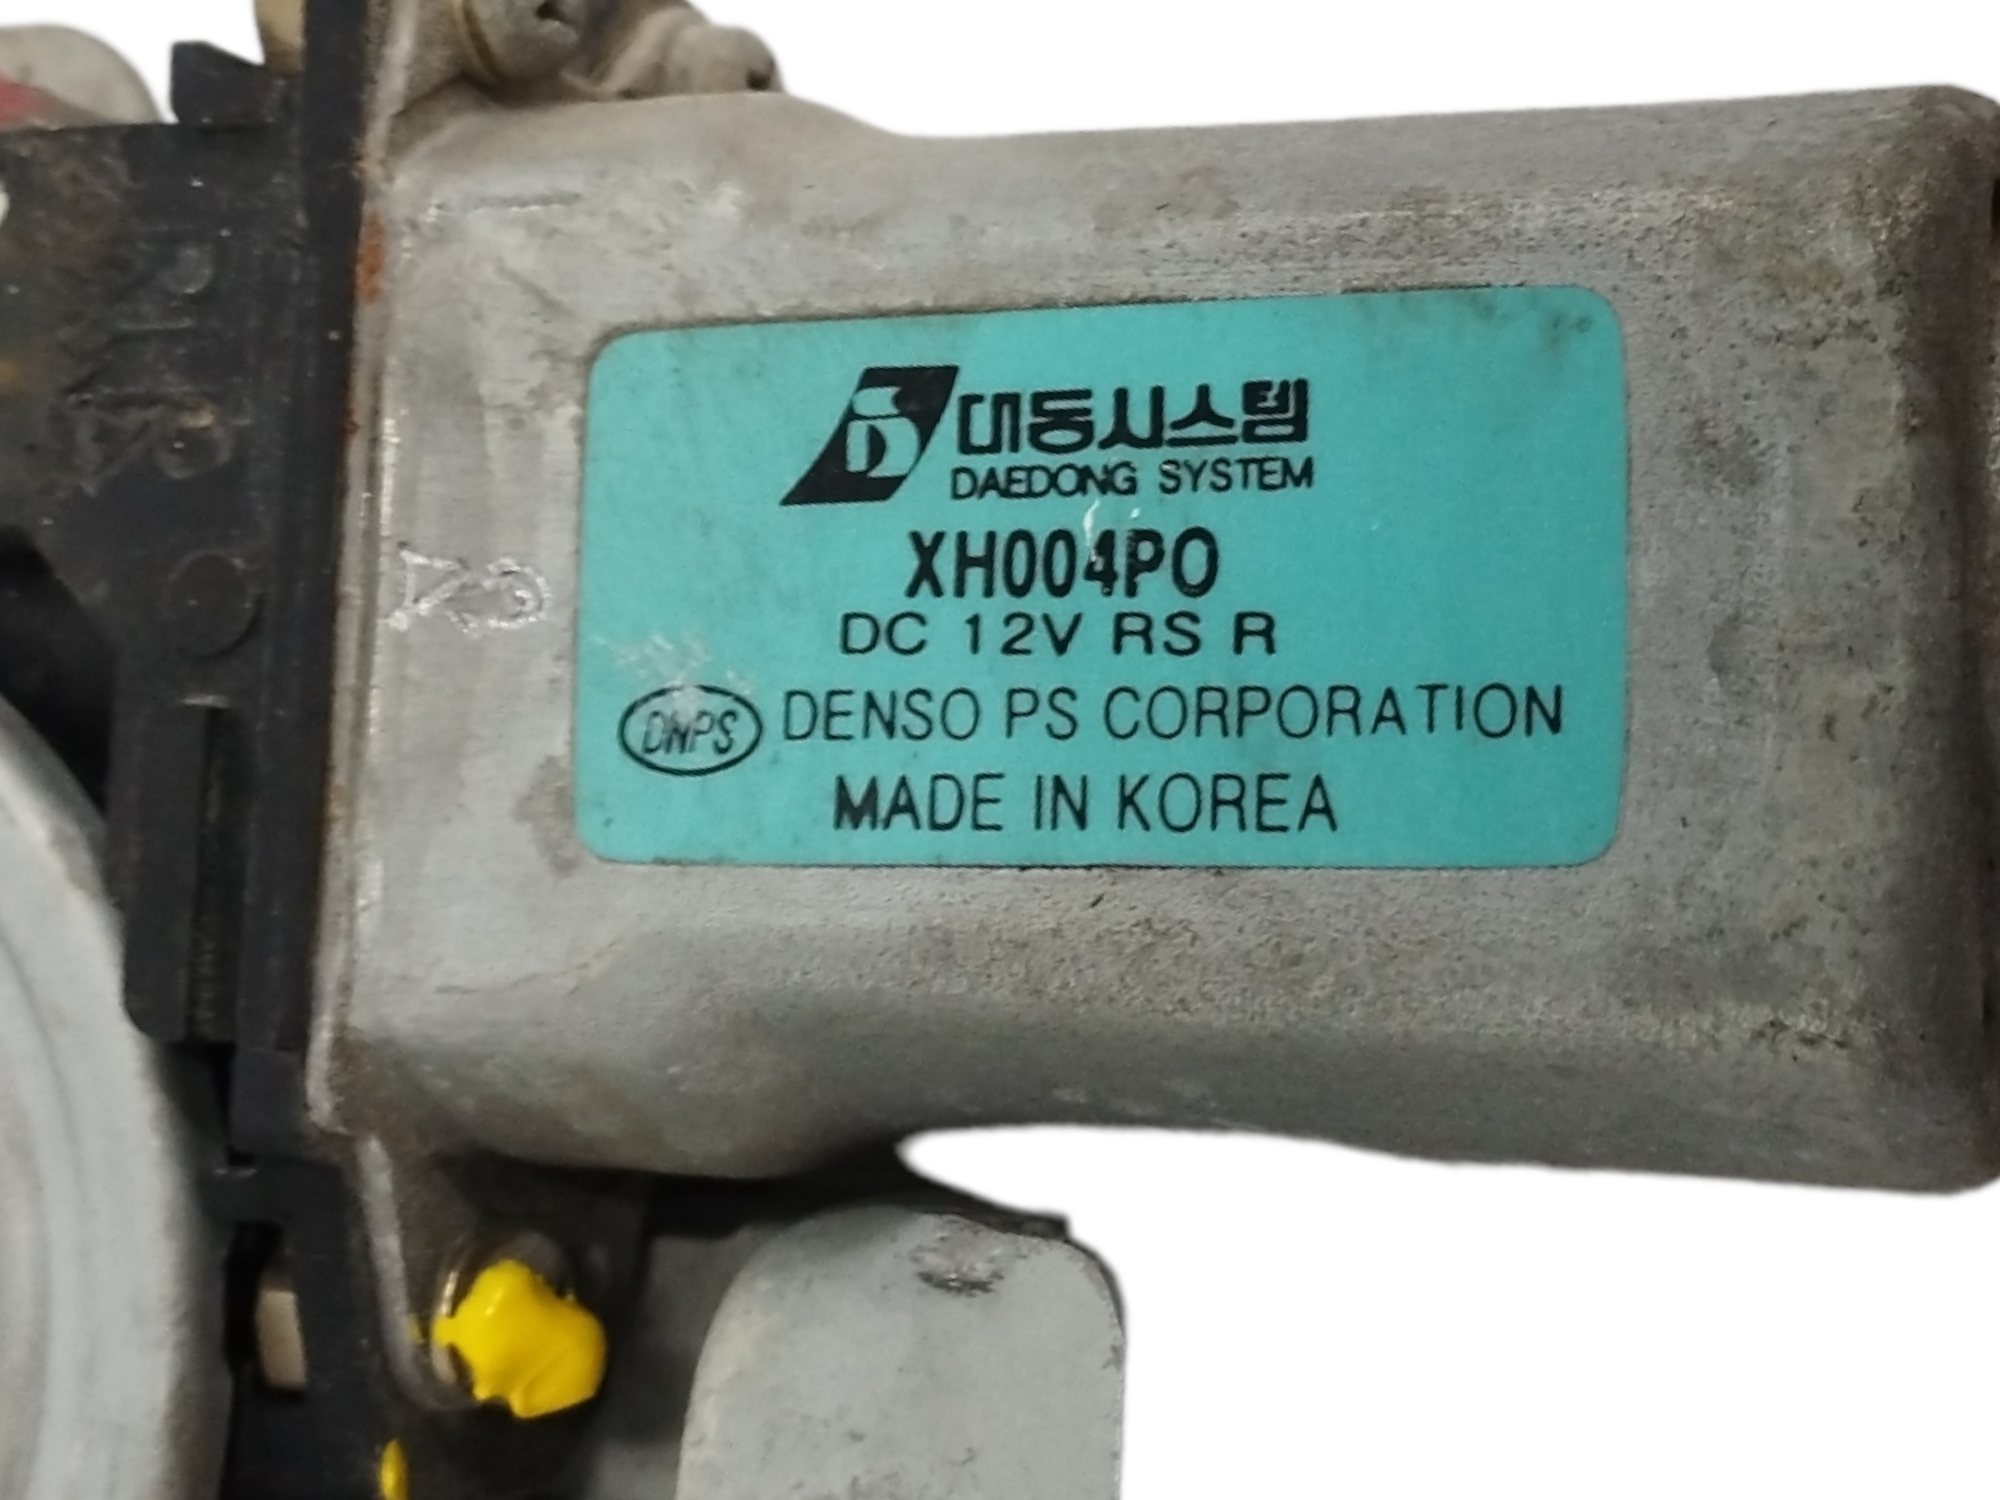 대동시스템
DAEDONG SYSTEM
XH004PO
DC 12V RS R
DNPS DENSO PS CORPORATION
MADE IN KOREA